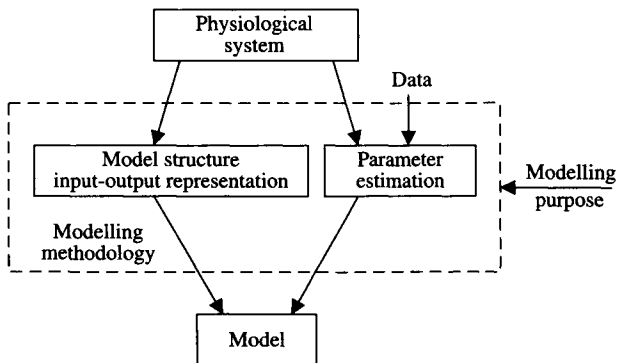 Physiological
system
Data
Model structure
input-output representation
Parameter
estimation
Modelling
purpose
Modelling
methodology
Model